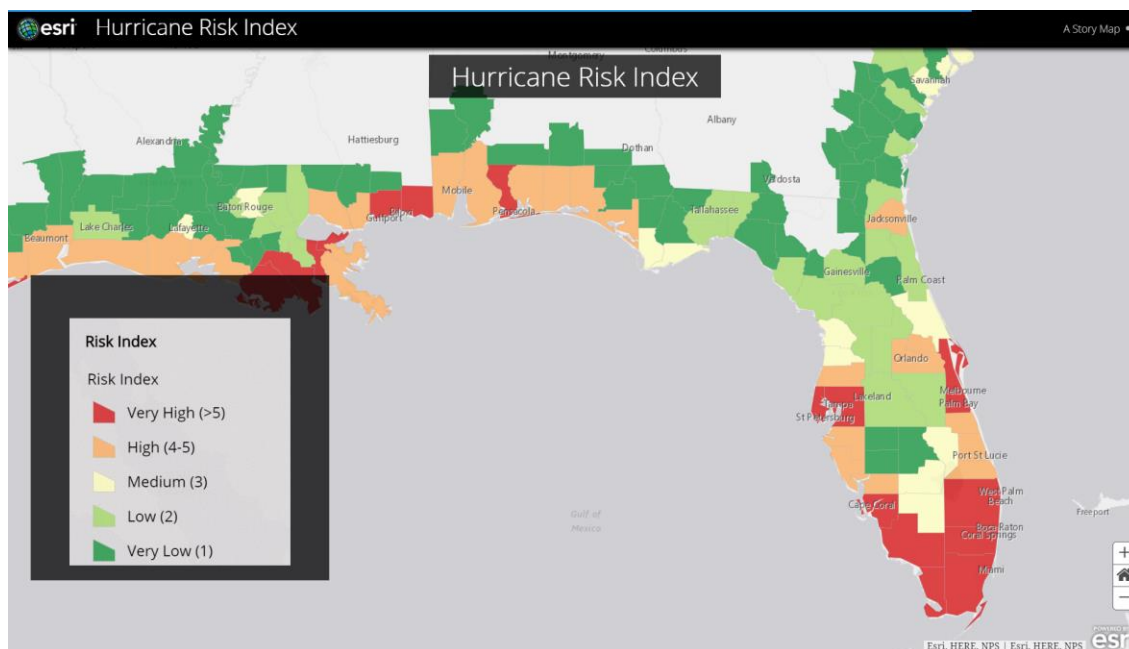 esri Hurricane Risk Index
A Story Map
Hurricane Risk Index
Montgomery
Columbus
Savannah
Albany
Alexandria
Hattiesburg
Dothan
Valdosta
Mobile
Biloxi
Gulfport
Pensacola
Tallahassee
Jacksonville
Baton Rouge
Lake Charles
Lafayette
Beaumont
Gainesville
Palm Coast
Orlando
Melbourne
Palm Bay
Lakeland
Tampa
St Petersburg
Port St Lucie
West Palm
Beach
Cape Coral
Boca Raton
Coral Springs
Miami
Freeport
Gulf of
Mexico
Risk Index
Risk Index
Very High (>5)
High (4-5)
Medium (3)
Low (2)
Very Low (1)
+
−
POWERED BY
esri
Esri, HERE, NPS | Esri, HERE, NPS